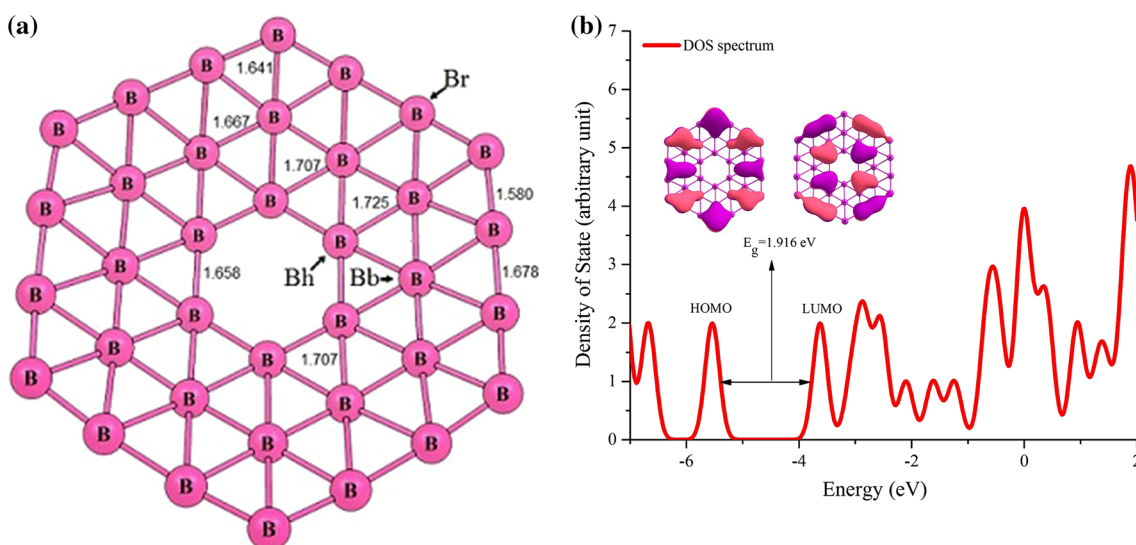 (a)
B
B B
1.641
Br
B
B B B
1.667
B B B
1.707
B B B
1.725 1.580
B B B B
B 1.658 Bh Bb B 1.678
B B B B
B B 1.707 B
B B B B
B B B
B B
B
(b)
DOS spectrum
E_g=1.916 eV
HOMO
LUMO
Density of State (arbitrary unit)
7
6
5
4
3
2
1
0
-6 -4 -2 0 2
Energy (eV)